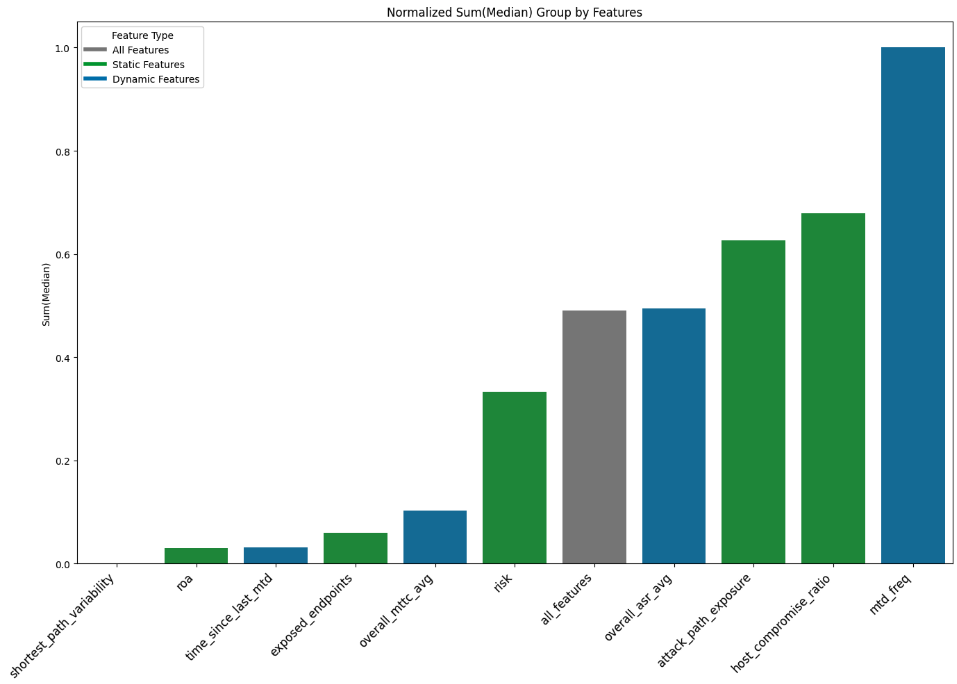 Normalized Sum(Median) Group by Features
Feature Type
All Features
Static Features
Dynamic Features
Sum(Median)
1.0
0.8
0.6
0.4
0.2
0.0
shortest_path_variability
roa
time_since_last_mtd
exposed_endpoints
overall_mttc_avg
risk
all_features
overall_asr_avg
attack_path_exposure
host_compromise_ratio
mtd_freq